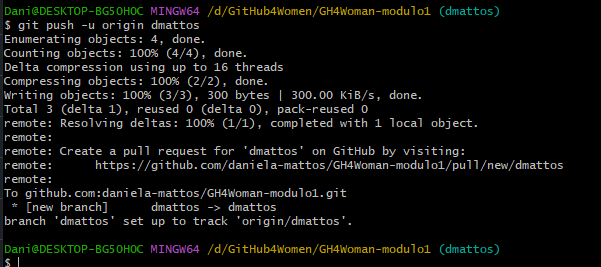 Dani@DESKTOP-BG5OHOC MINGW64 /d/GitHub4Women/GH4Woman-modulo1 (dmattos)
$ git push -u origin dmattos
Enumerating objects: 4, done.
Counting objects: 100% (4/4), done.
Delta compression using up to 16 threads
Compressing objects: 100% (2/2), done.
Writing objects: 100% (3/3), 300 bytes | 300.00 KiB/s, done.
Total 3 (delta 1), reused 0 (delta 0), pack-reused 0
remote: Resolving deltas: 100% (1/1), completed with 1 local object.
remote:
remote: Create a pull request for 'dmattos' on GitHub by visiting:
remote:      https://github.com/daniela-mattos/GH4Woman-modulo1/pull/new/dmattos
remote:
To github.com:daniela-mattos/GH4Woman-modulo1.git
 * [new branch]      dmattos -> dmattos
branch 'dmattos' set up to track 'origin/dmattos'.
Dani@DESKTOP-BG5OHOC MINGW64 /d/GitHub4Women/GH4Woman-modulo1 (dmattos)
$